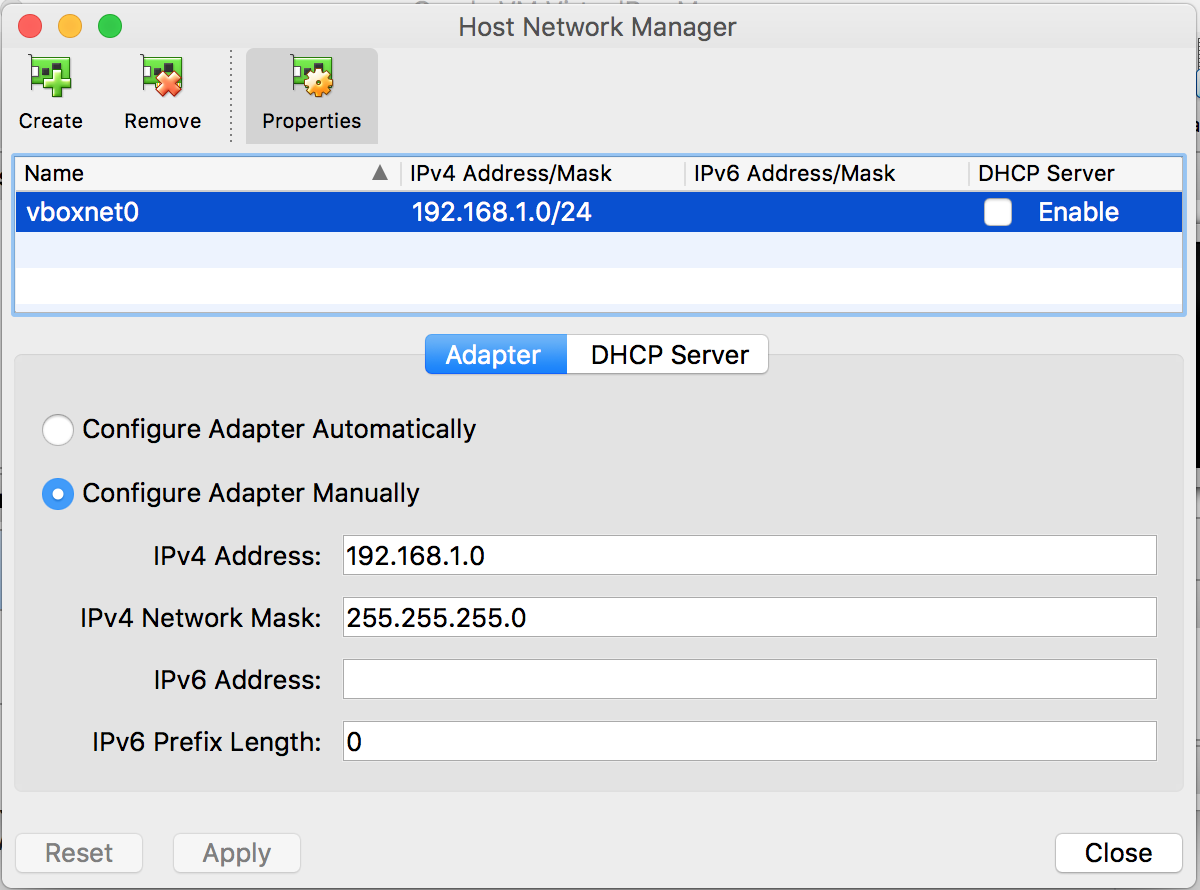 Host Network Manager
Create Remove Properties
Name IPv4 Address/Mask IPv6 Address/Mask DHCP Server
vboxnet0 192.168.1.0/24 Enable
Adapter DHCP Server
Configure Adapter Automatically
Configure Adapter Manually
IPv4 Address: 192.168.1.0
IPv4 Network Mask: 255.255.255.0
IPv6 Address:
IPv6 Prefix Length: 0
Reset Apply Close